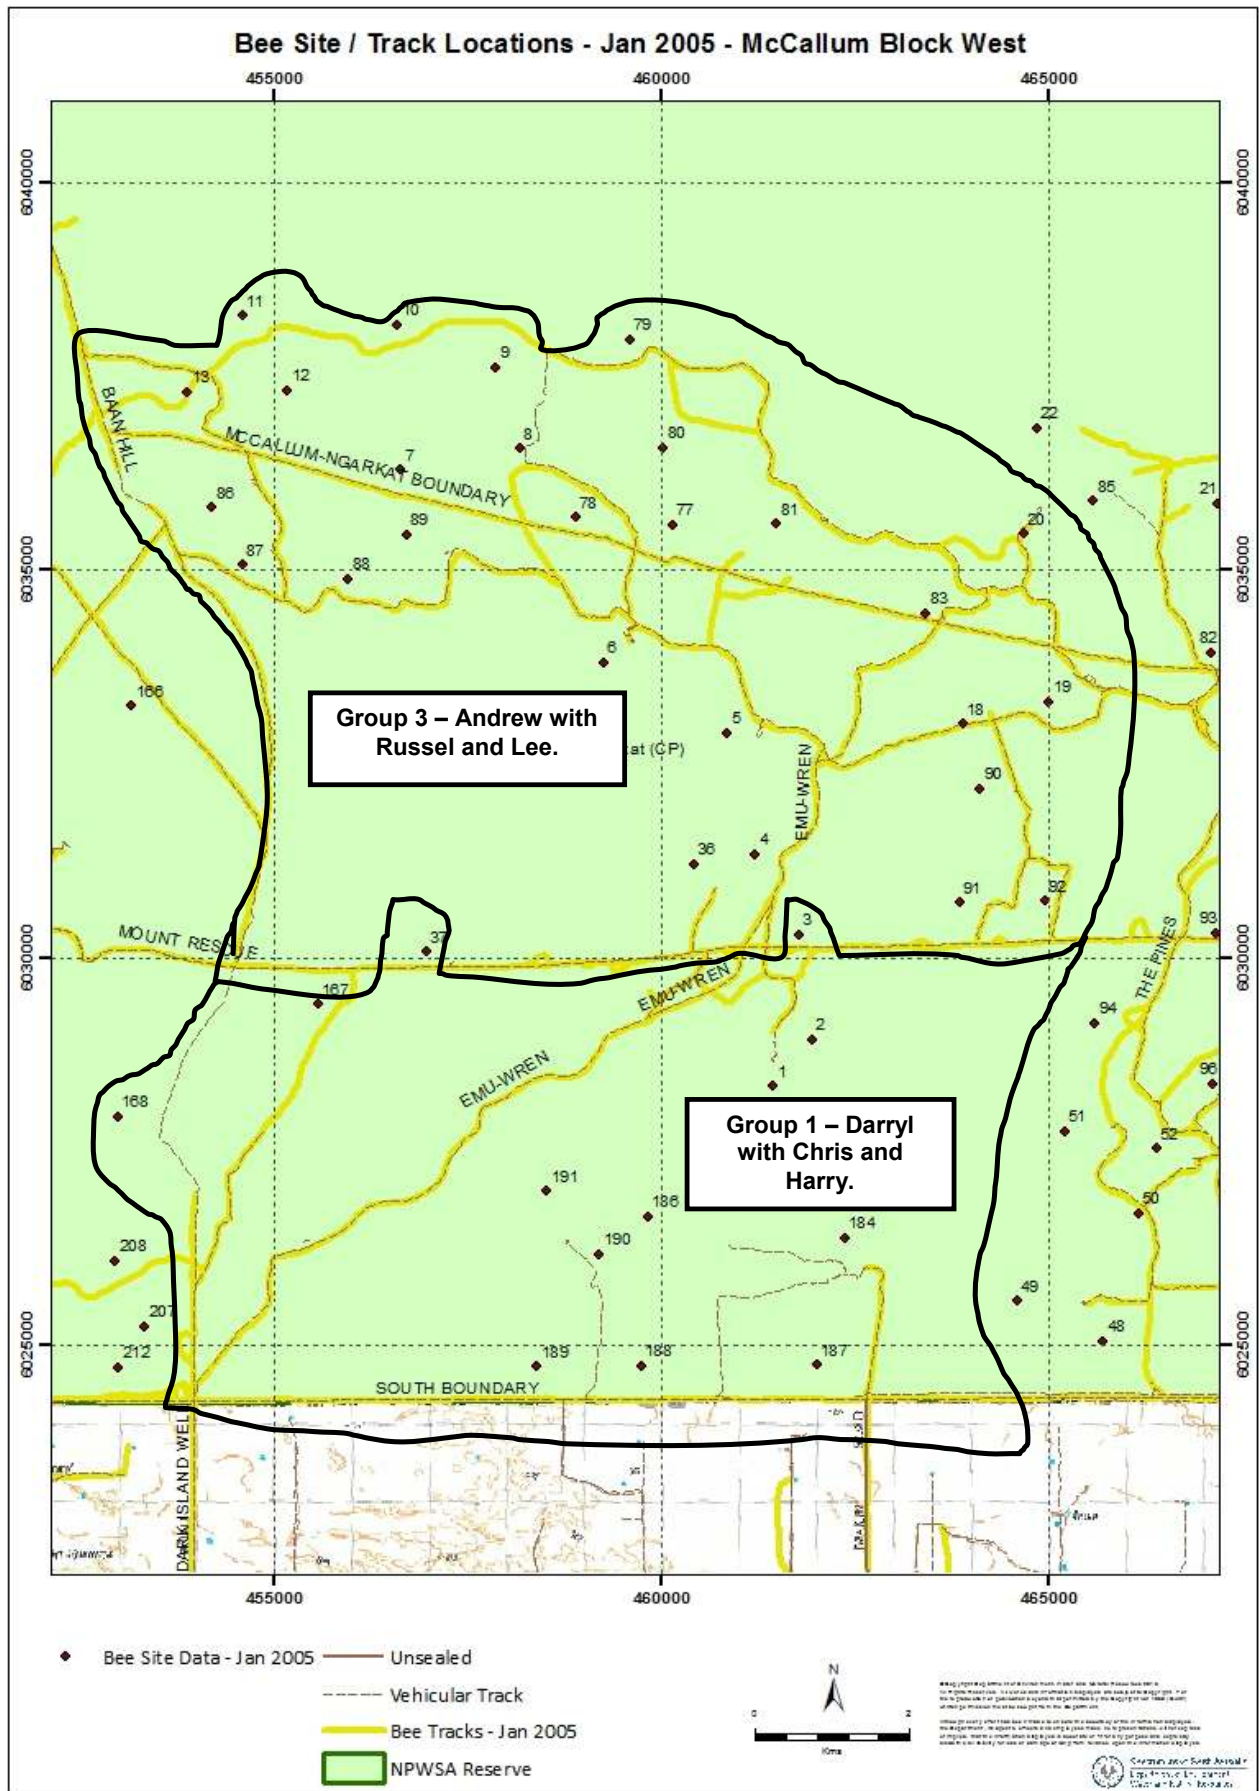 Bee Site / Track Locations - Jan 2005 - McCallum Block West
455000 460000 465000
6040000 6040000
11
10
79
9
13
12
BAAN HILL
22
MCCALLUM-NGARKAT BOUNDARY
7
8
80
86
78
77
81
85
21
89
20
87
88
6035000 6035000
83
6
82
166
19
18
5
Group 3 – Andrew with
Russel and Lee.
kat (CP)
EMU-WREN
90
36
4
91
92
3
93
MOUNT RESCUE
37
6030000 6030000
167
EMU-WREN
THE PINES
94
2
EMU-WREN
1
96
168
51
52
Group 1 – Darryl
with Chris and
Harry.
191
186
50
184
190
208
49
207
48
6025000 6025000
212
189
188
187
SOUTH BOUNDARY
DARK ISLAND WELL
455000 460000 465000
Bee Site Data - Jan 2005
Unsealed
Vehicular Track
Bee Tracks - Jan 2005
NPWSA Reserve
N
0 2
Kms